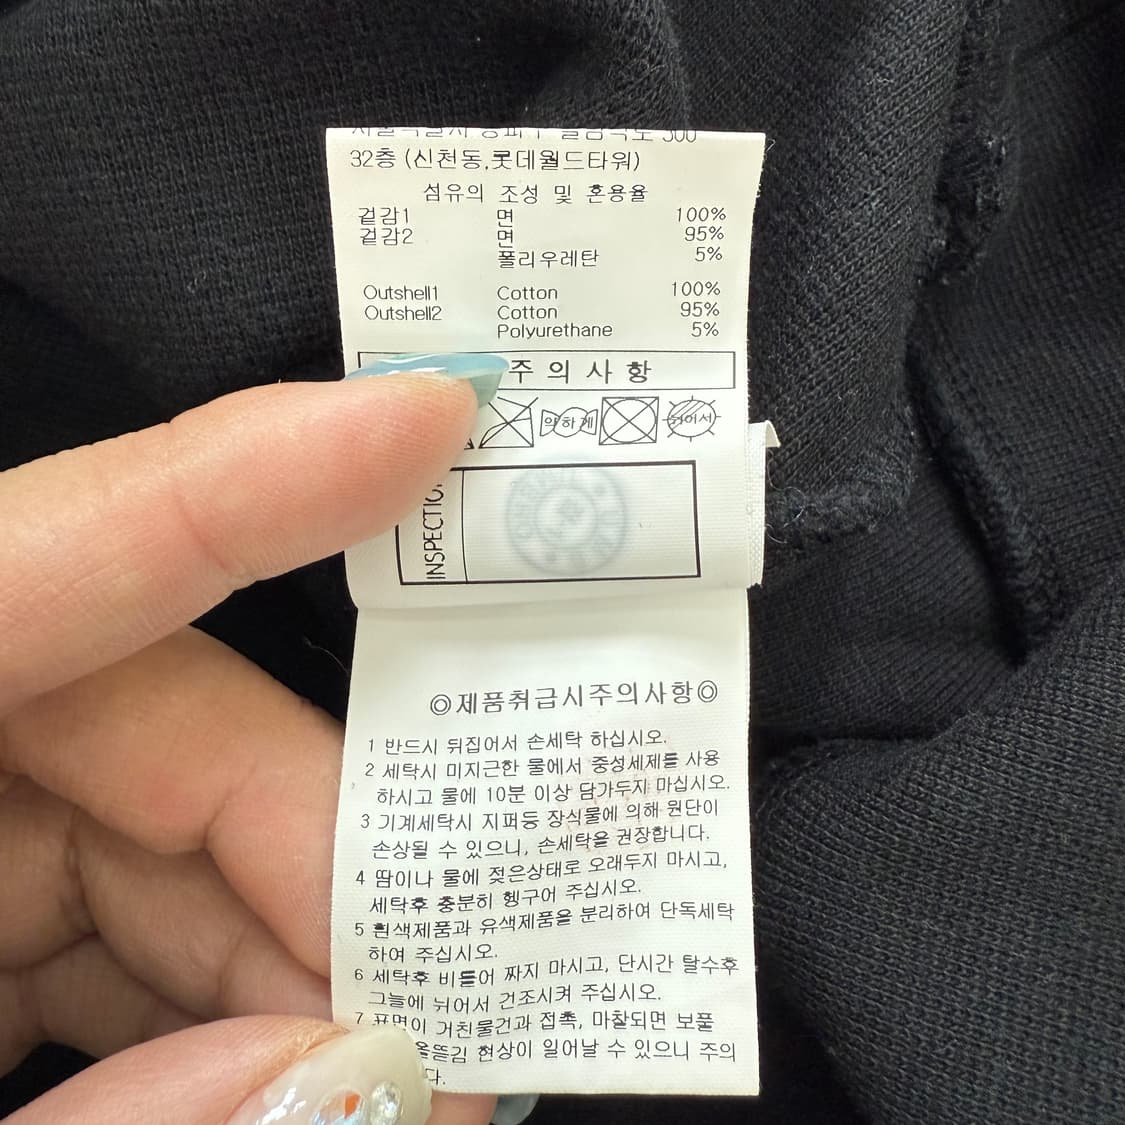 32층 (신천동,롯데월드타워)
섬유의 조성 및 혼용율
겉감1 면 100%
겉감2 면 95%
폴리우레탄 5%
Outshell1 Cotton 100%
Outshell2 Cotton 95%
Polyurethane 5%
주의사항
약하게 뉘어서
INSPECTION
◎제품취급시주의사항◎
1 반드시 뒤집어서 손세탁 하십시오.
2 세탁시 미지근한 물에서 중성세제를 사용
하시고 물에 10분 이상 담가두지 마십시오.
3 기계세탁시 지퍼등 장식물에 의해 원단이
손상될 수 있으니, 손세탁을 권장합니다.
4 땀이나 물에 젖은상태로 오래두지 마시고,
세탁후 충분히 헹구어 주십시오.
5 흰색제품과 유색제품을 분리하여 단독세탁
하여 주십시오.
6 세탁후 비틀어 짜지 마시고, 단시간 탈수후
그늘에 뉘어서 건조시켜 주십시오.
7 표면이 거친물건과 접촉, 마찰되면 보풀
올뜯김 현상이 일어날 수 있으니 주의
다.